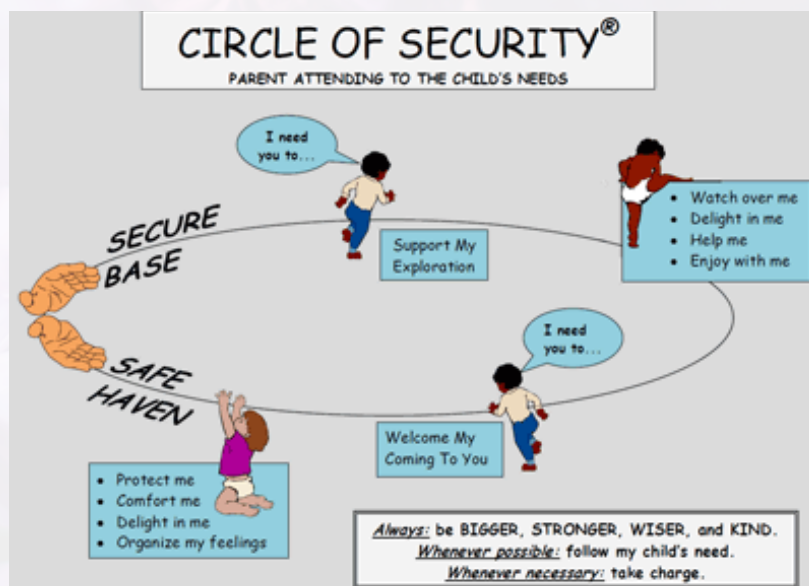 CIRCLE OF SECURITY®
PARENT ATTENDING TO THE CHILD'S NEEDS
I need
you to...
SECURE
BASE
Support My
Exploration
• Watch over me
• Delight in me
• Help me
• Enjoy with me
I need
you to...
SAFE
HAVEN
Welcome My
Coming To You
• Protect me
• Comfort me
• Delight in me
• Organize my feelings
Always: be BIGGER, STRONGER, WISER, and KIND.
Whenever possible: follow my child's need.
Whenever necessary: take charge.